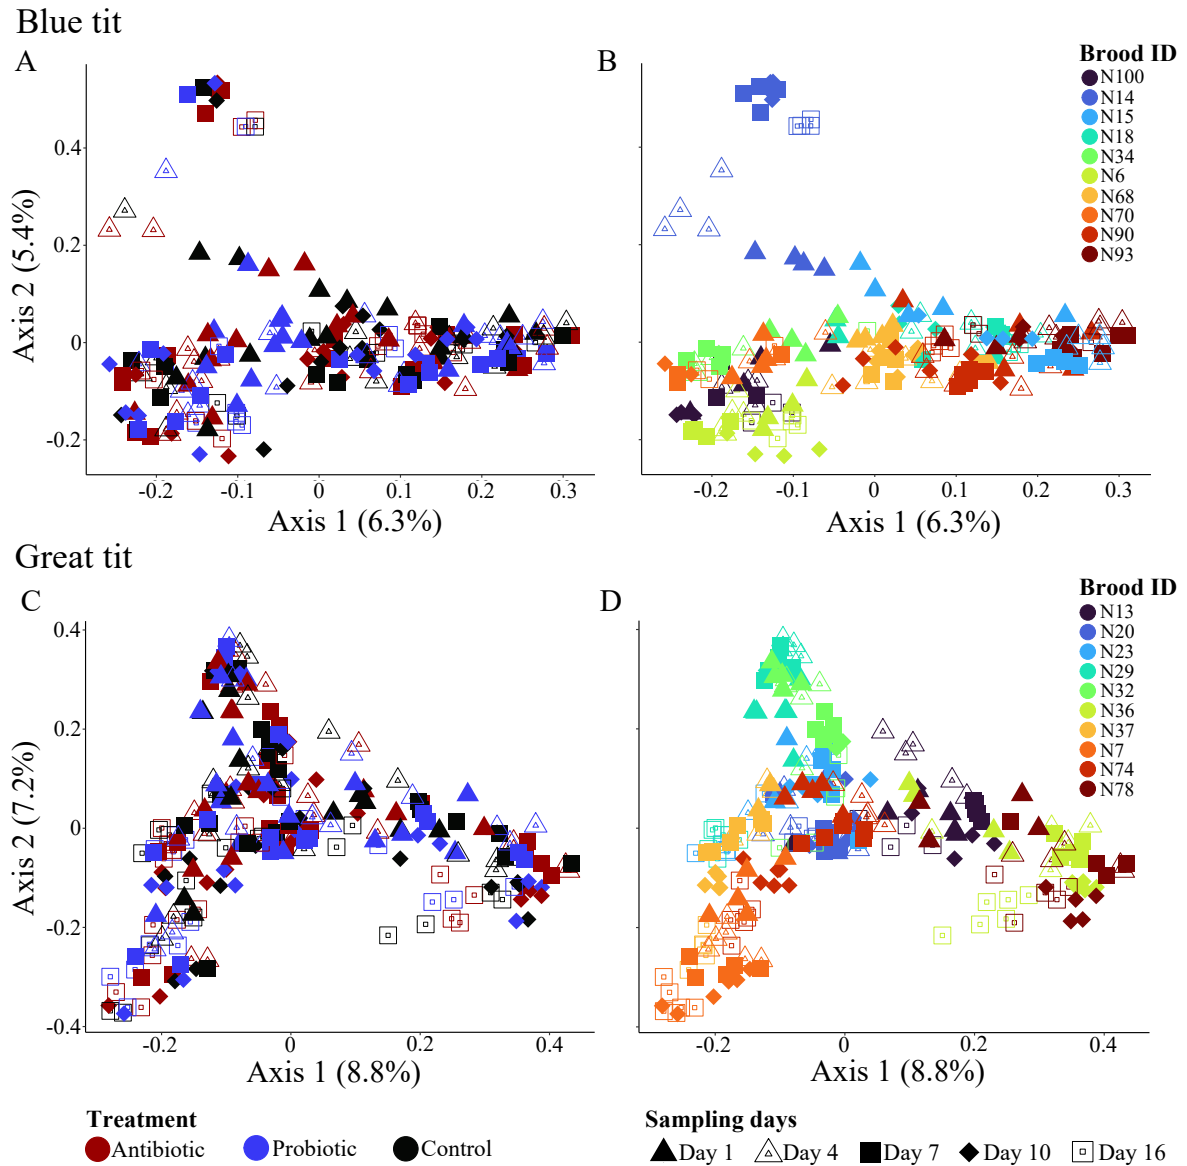 Blue tit
A
B
Brood ID
N100
N14
N15
N18
N34
N6
N68
N70
N90
N93
Axis 2 (5.4%)
0.4
0.2
0
-0.2
-0.2 -0.1 0 0.1 0.2 0.3
-0.2 -0.1 0 0.1 0.2 0.3
Axis 1 (6.3%)
Axis 1 (6.3%)
Great tit
C
D
Brood ID
N13
N20
N23
N29
N32
N36
N37
N7
N74
N78
Axis 2 (7.2%)
0.4
0.2
0
-0.2
-0.4
-0.2 0 0.2 0.4
-0.2 0 0.2 0.4
Axis 1 (8.8%)
Axis 1 (8.8%)
Treatment
Antibiotic Probiotic Control
Sampling days
Day 1 Day 4 Day 7 Day 10 Day 16